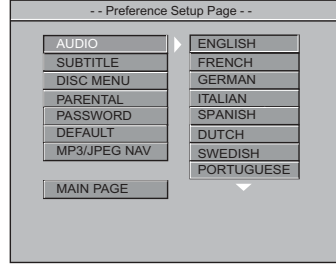 - - Preference Setup Page - -
AUDIO
SUBTITLE
DISC MENU
PARENTAL
PASSWORD
DEFAULT
MP3/JPEG NAV
MAIN PAGE
ENGLISH
FRENCH
GERMAN
ITALIAN
SPANISH
DUTCH
SWEDISH
PORTUGUESE